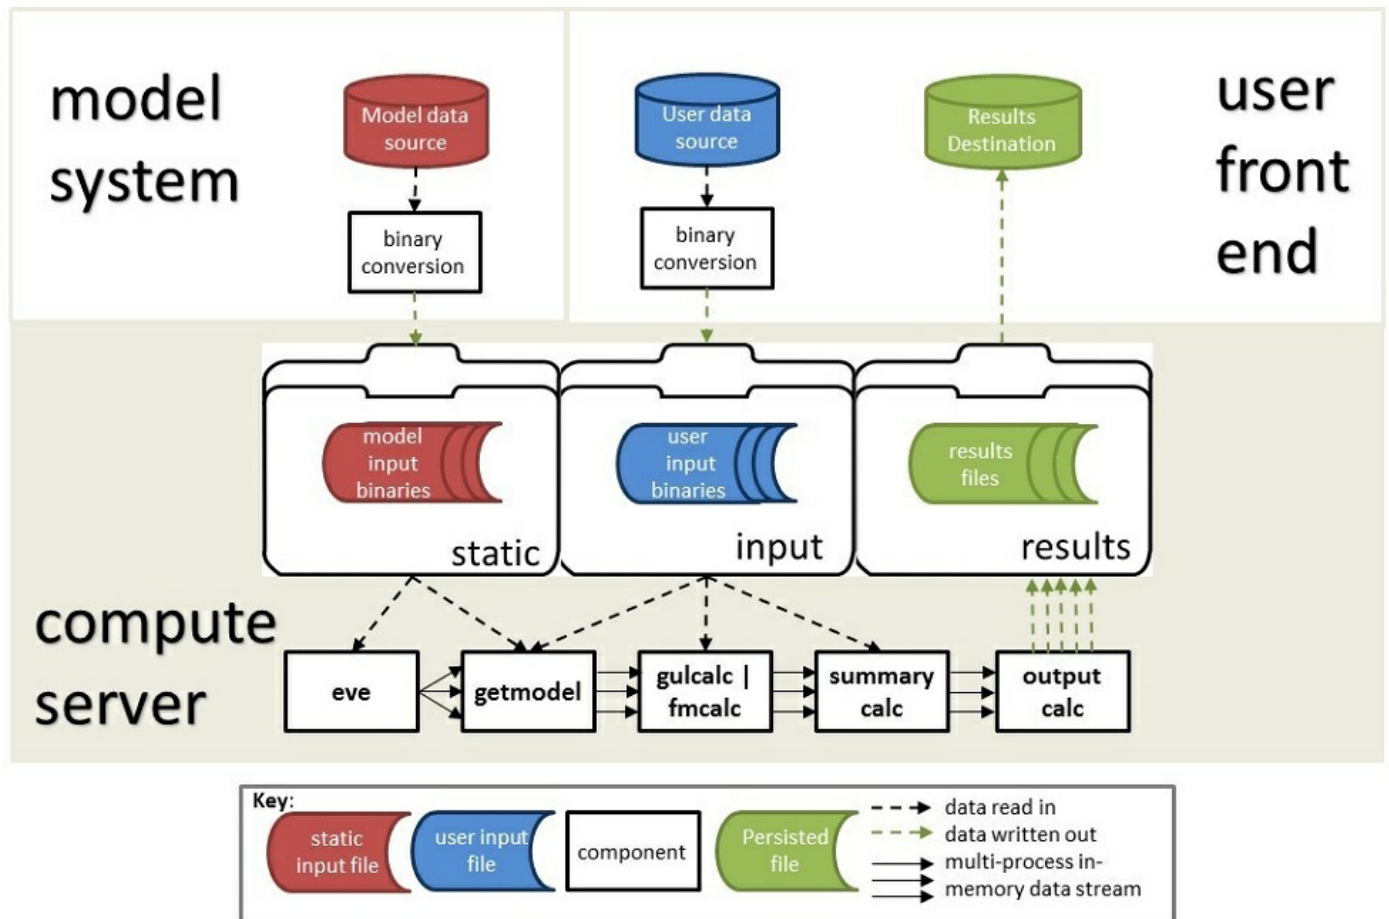 model
system
Model data
source
binary
conversion
User data
source
binary
conversion
Results
Destination
user
front
end
model
input
binaries
static
user
input
binaries
input
results
files
results
compute
server
eve
getmodel
gulcalc |
fmcalc
summary
calc
output
calc
Key:
static
input file
user input
file
component
Persisted
file
data read in
data written out
multi-process in-
memory data stream